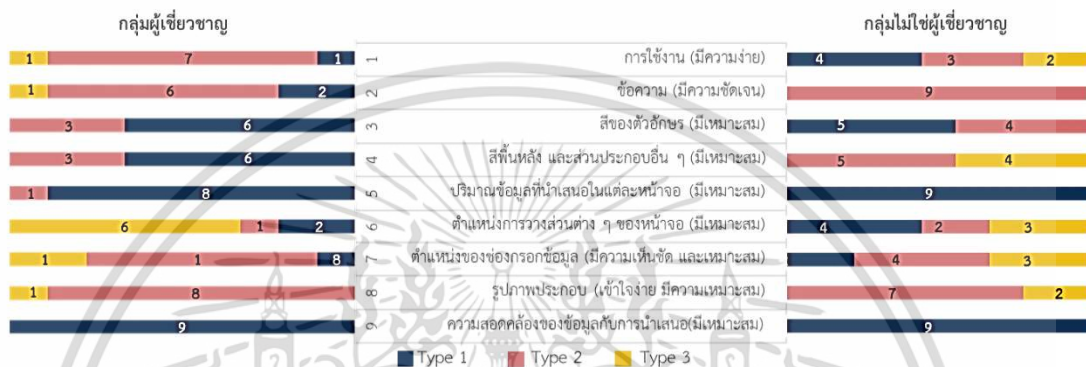 กลุ่มผู้เชี่ยวชาญ กลุ่มไม่ใช่ผู้เชี่ยวชาญ
1 7 1 1 การใช้งาน (มีความง่าย) 4 3 2
1 6 2 2 ข้อความ (มีความชัดเจน) 9
3 6 3 สีของตัวอักษร (มีเหมาะสม) 5 4
3 6 4 สีพื้นหลัง และส่วนประกอบอื่น ๆ (มีเหมาะสม) 5 4
1 8 5 ปริมาณข้อมูลที่นำเสนอในแต่ละหน้าจอ (มีเหมาะสม) 9
6 1 2 6 ตำแหน่งการวางส่วนต่าง ๆ ของหน้าจอ (มีเหมาะสม) 4 2 3
1 1 8 7 ตำแหน่งของช่องกรอกข้อมูล (มีความเห็นชัด และเหมาะสม) 4 3
1 8 8 รูปภาพประกอบ (เข้าใจง่าย มีความเหมาะสม) 7 2
9 9 ความสอดคล้องของข้อมูลกับการนำเสนอ(มีเหมาะสม) 9
Type 1 Type 2 Type 3